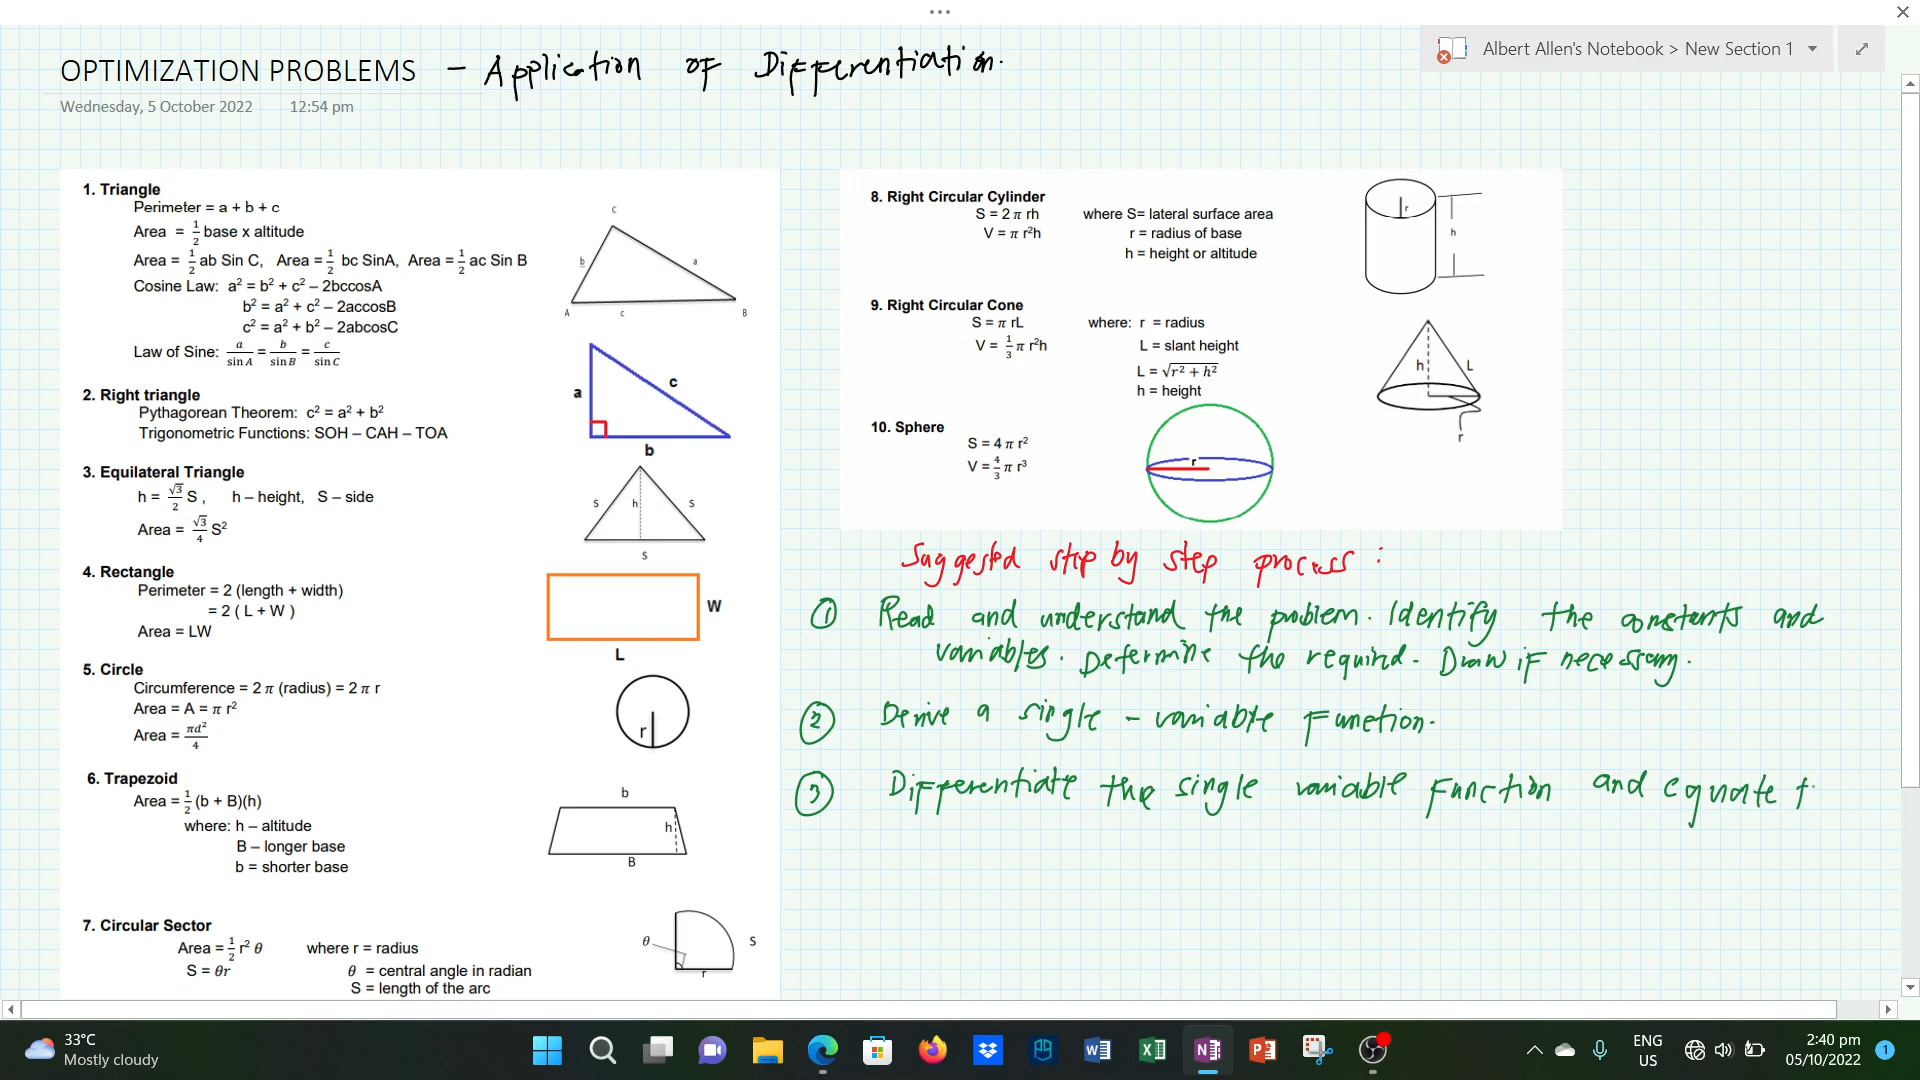 Albert Allen's Notebook > New Section 1
OPTIMIZATION PROBLEMS - Application of Differentiation.
Wednesday, 5 October 2022 12:54 pm
1. Triangle
Perimeter = a + b + c
Area = 1/2 base x altitude
Area = 1/2 ab Sin C, Area = 1/2 bc SinA, Area = 1/2 ac Sin B
Cosine Law: a² = b² + c² – 2bccosA
b² = a² + c² – 2accosB
c² = a² + b² – 2abcosC
Law of Sine: a/sin A = b/sin B = c/sin C
C
b
a
A
c
B
2. Right triangle
Pythagorean Theorem: c² = a² + b²
Trigonometric Functions: SOH – CAH – TOA
a
c
b
3. Equilateral Triangle
h = √3/2 S , h – height, S – side
Area = √3/4 S²
S
h
S
S
4. Rectangle
Perimeter = 2 (length + width)
= 2 ( L + W )
Area = LW
W
L
5. Circle
Circumference = 2 π (radius) = 2 π r
Area = A = π r²
Area = πd²/4
r
6. Trapezoid
Area = 1/2 (b + B)(h)
where: h – altitude
B – longer base
b = shorter base
b
h
B
7. Circular Sector
Area = 1/2 r² θ where r = radius
S = θr θ = central angle in radian
S = length of the arc
θ
S
r
8. Right Circular Cylinder
S = 2 π rh where S= lateral surface area
V = π r²h r = radius of base
h = height or altitude
r
h
9. Right Circular Cone
S = π rL where: r = radius
V = 1/3 π r²h L = slant height
L = √r² + h²
h = height
h
L
r
10. Sphere
S = 4 π r²
V = 4/3 π r³
r
Suggested step by step process :
① Read and understand the problem. Identify the constants and
variables. Determine the required. Draw if necessary.
② Derive a single - variable function.
③ Differentiate the single variable function and equate t
33°C
Mostly cloudy
ENG
US
2:40 pm
05/10/2022
1